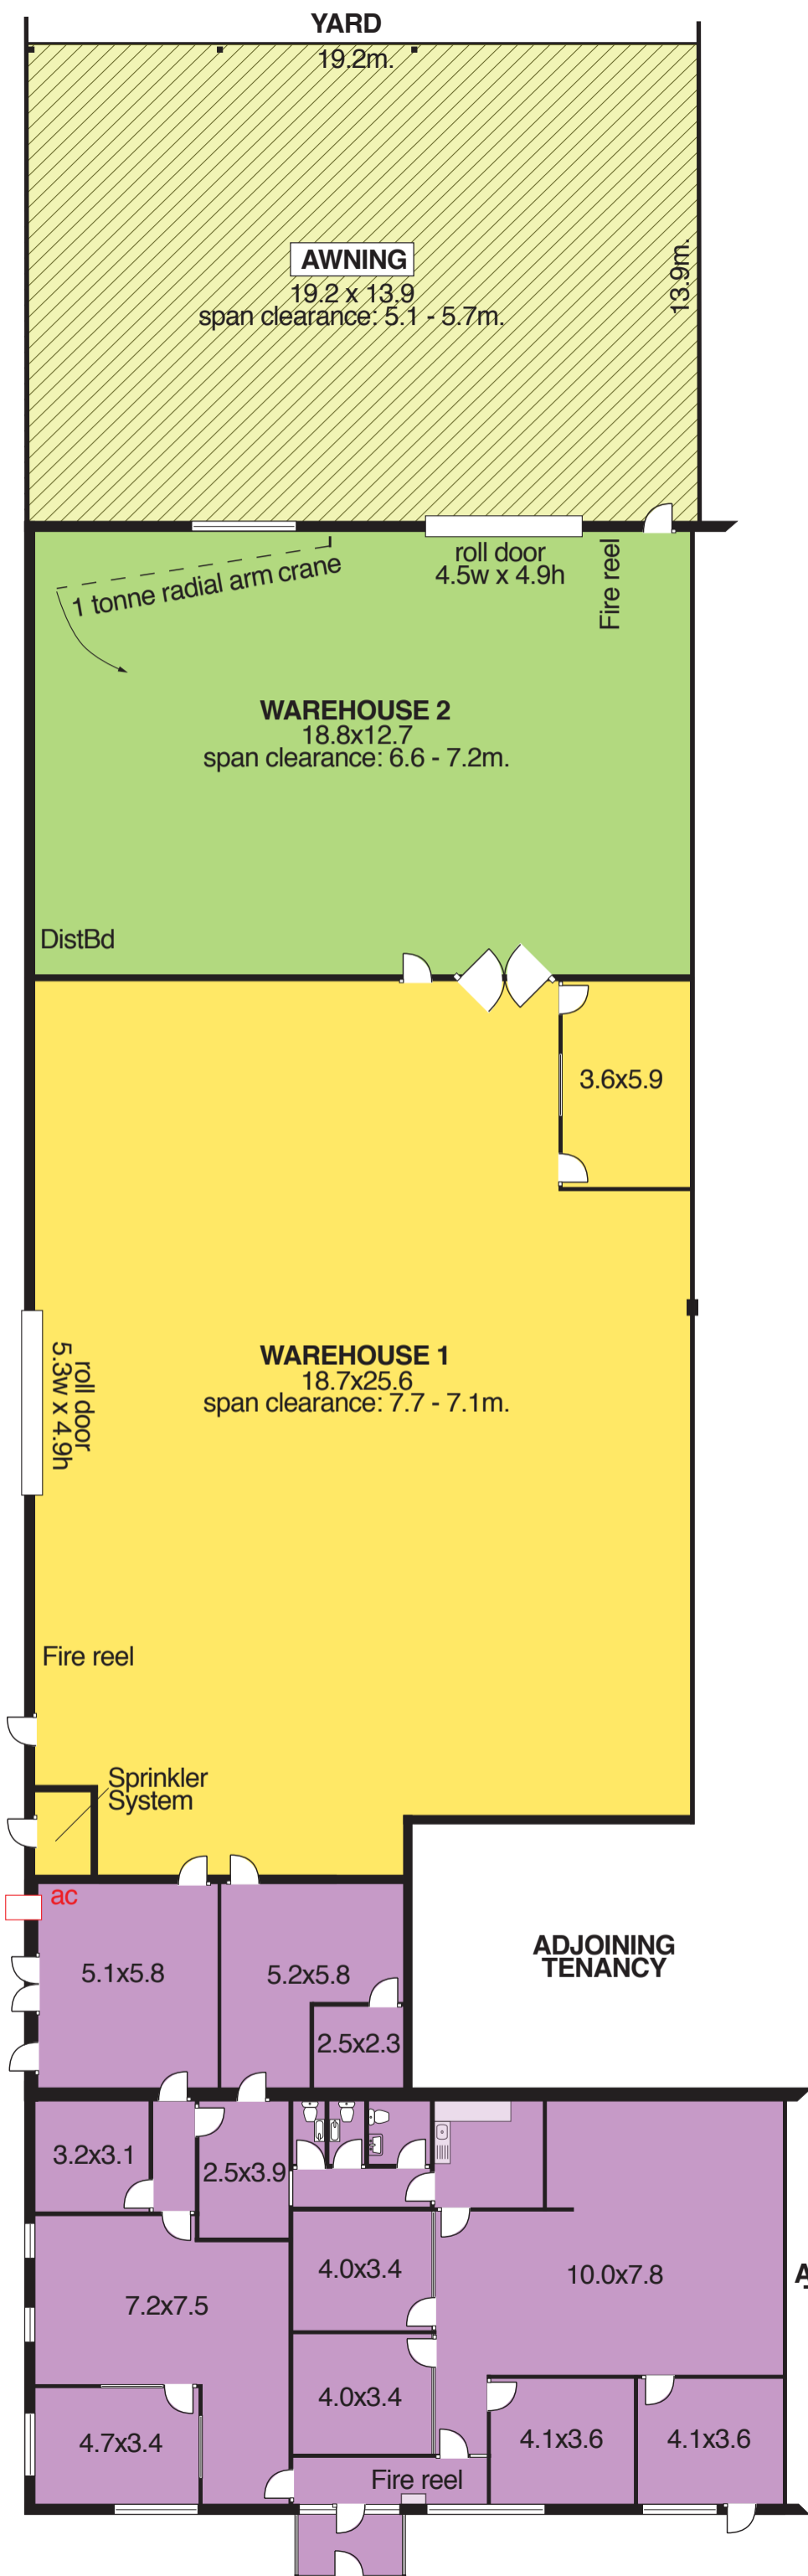 YARD
19.2m.
AWNING
19.2 x 13.9
span clearance: 5.1 - 5.7m.
13.9m.
roll door
4.5w x 4.9h
Fire reel
1 tonne radial arm crane
WAREHOUSE 2
18.8x12.7
span clearance: 6.6 - 7.2m.
DistBd
3.6x5.9
WAREHOUSE 1
18.7x25.6
span clearance: 7.7 - 7.1m.
roll door
5.3w x 4.9h
Fire reel
Sprinkler
System
ac
5.1x5.8
5.2x5.8
2.5x2.3
ADJOINING
TENANCY
3.2x3.1
2.5x3.9
4.0x3.4
10.0x7.8
7.2x7.5
4.0x3.4
4.7x3.4
4.1x3.6
4.1x3.6
Fire reel